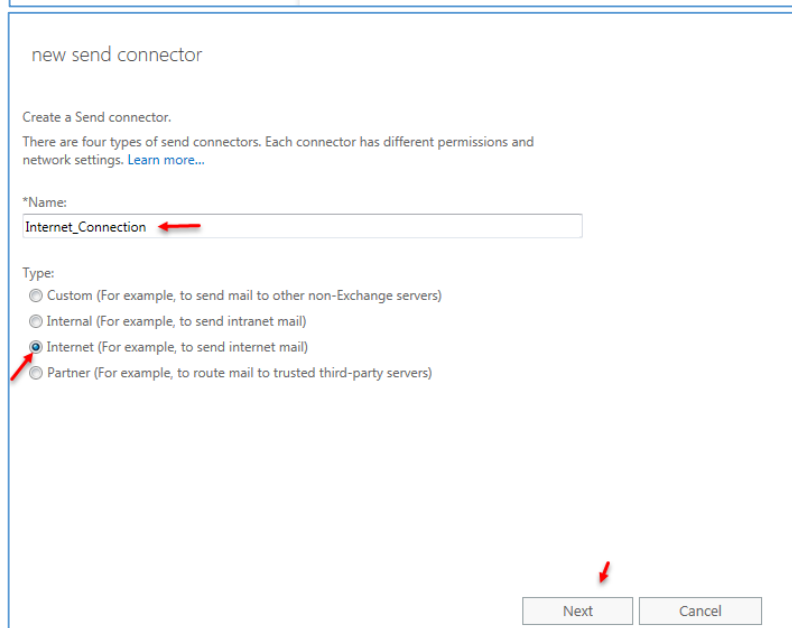 new send connector
Create a Send connector.
There are four types of send connectors. Each connector has different permissions and
network settings. Learn more...
*Name:
Internet_Connection
Type:
Custom (For example, to send mail to other non-Exchange servers)
Internal (For example, to send intranet mail)
Internet (For example, to send internet mail)
Partner (For example, to route mail to trusted third-party servers)
Next Cancel